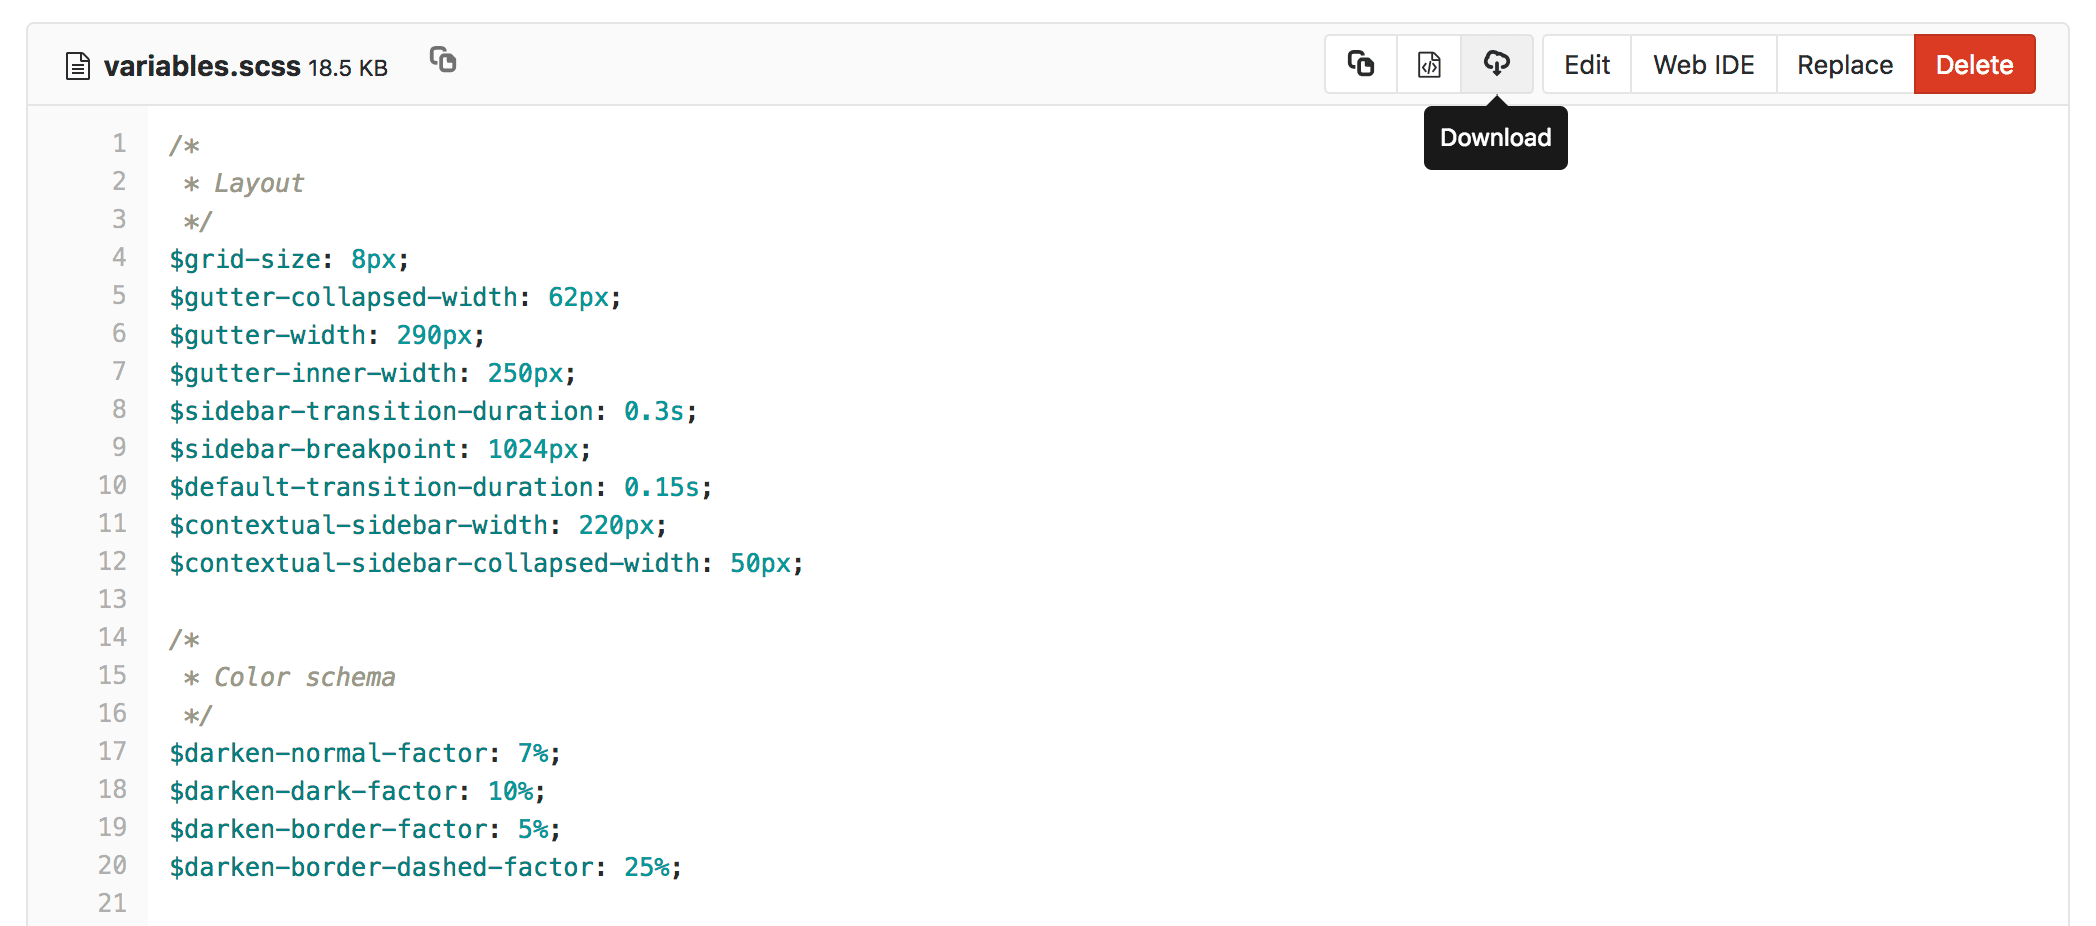 variables.scss 18.5 KB
Edit Web IDE Replace Delete
Download
1 /*
2  * Layout
3  */
4 $grid-size: 8px;
5 $gutter-collapsed-width: 62px;
6 $gutter-width: 290px;
7 $gutter-inner-width: 250px;
8 $sidebar-transition-duration: 0.3s;
9 $sidebar-breakpoint: 1024px;
10 $default-transition-duration: 0.15s;
11 $contextual-sidebar-width: 220px;
12 $contextual-sidebar-collapsed-width: 50px;
13
14 /*
15  * Color schema
16  */
17 $darken-normal-factor: 7%;
18 $darken-dark-factor: 10%;
19 $darken-border-factor: 5%;
20 $darken-border-dashed-factor: 25%;
21